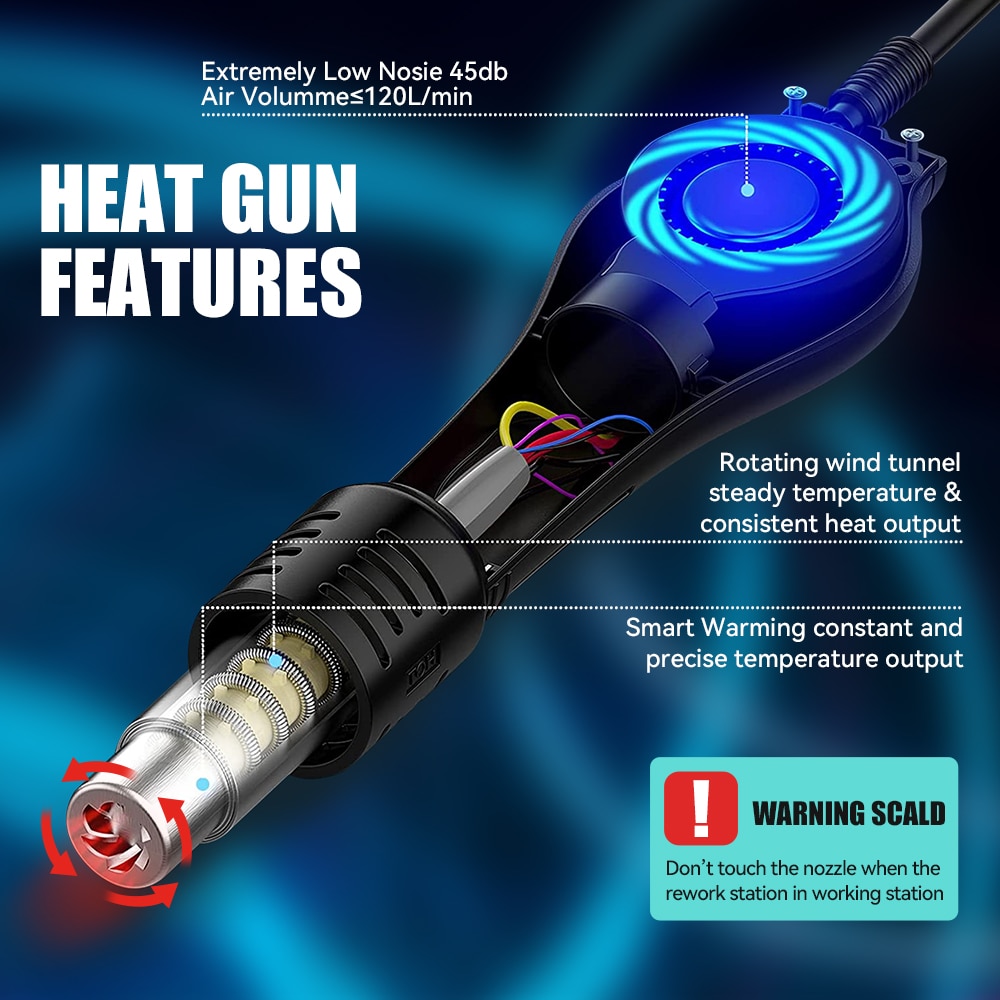 Extremely Low Nosie 45db
Air Volumme≤120L/min
HEAT GUN
FEATURES
Rotating wind tunnel
steady temperature &
consistent heat output
Smart Warming constant and
precise temperature output
HOT
!
WARNING SCALD
Don't touch the nozzle when the
rework station in working station